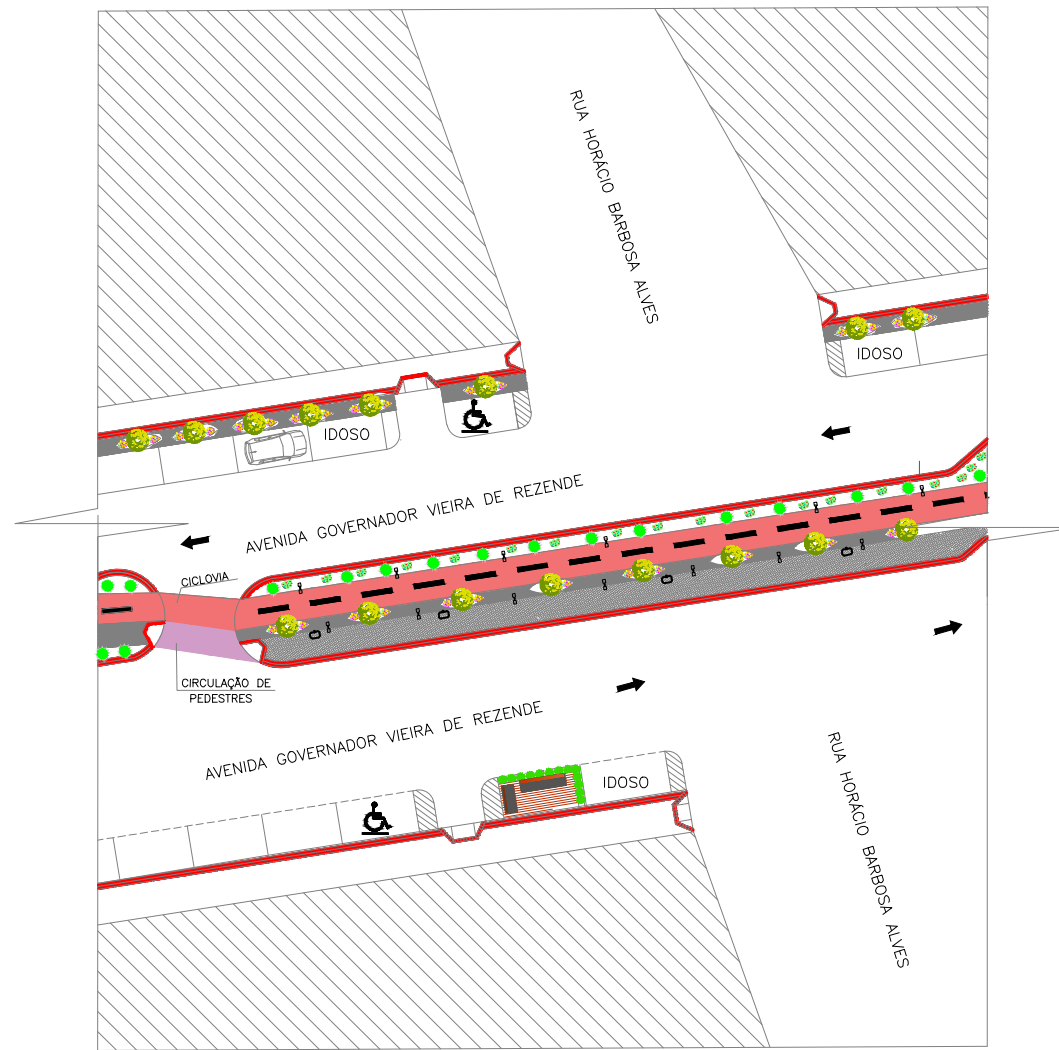 RUA HORÁCIO BARBOSA ALVES
IDOSO
IDOSO
AVENIDA GOVERNADOR VIEIRA DE REZENDE
CICLOVIA
CIRCULAÇÃO DE
PEDESTRES
AVENIDA GOVERNADOR VIEIRA DE REZENDE
IDOSO
RUA HORÁCIO BARBOSA ALVES